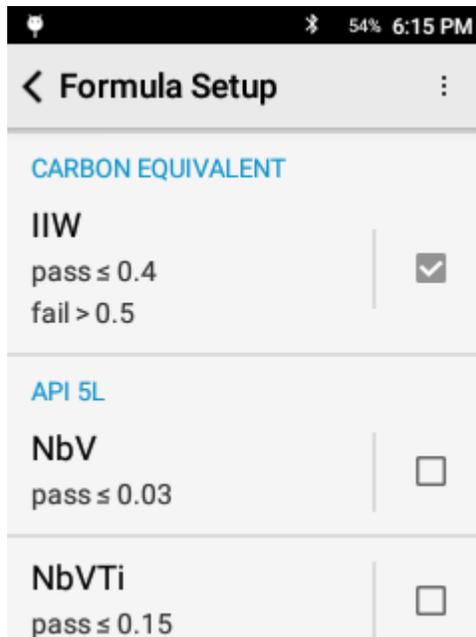 54% 6:15 PM
Formula Setup
CARBON EQUIVALENT
IIW
pass ≤ 0.4
fail > 0.5
API 5L
NbV
pass ≤ 0.03
NbVTi
pass ≤ 0.15